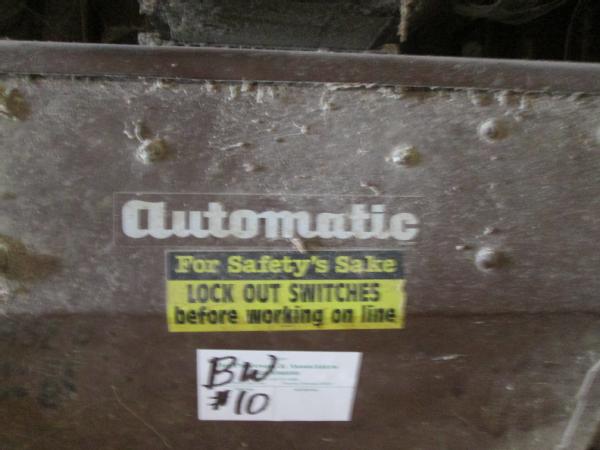 automatic
For Safety's Sake
LOCK OUT SWITCHES
before working on line
BW
#10